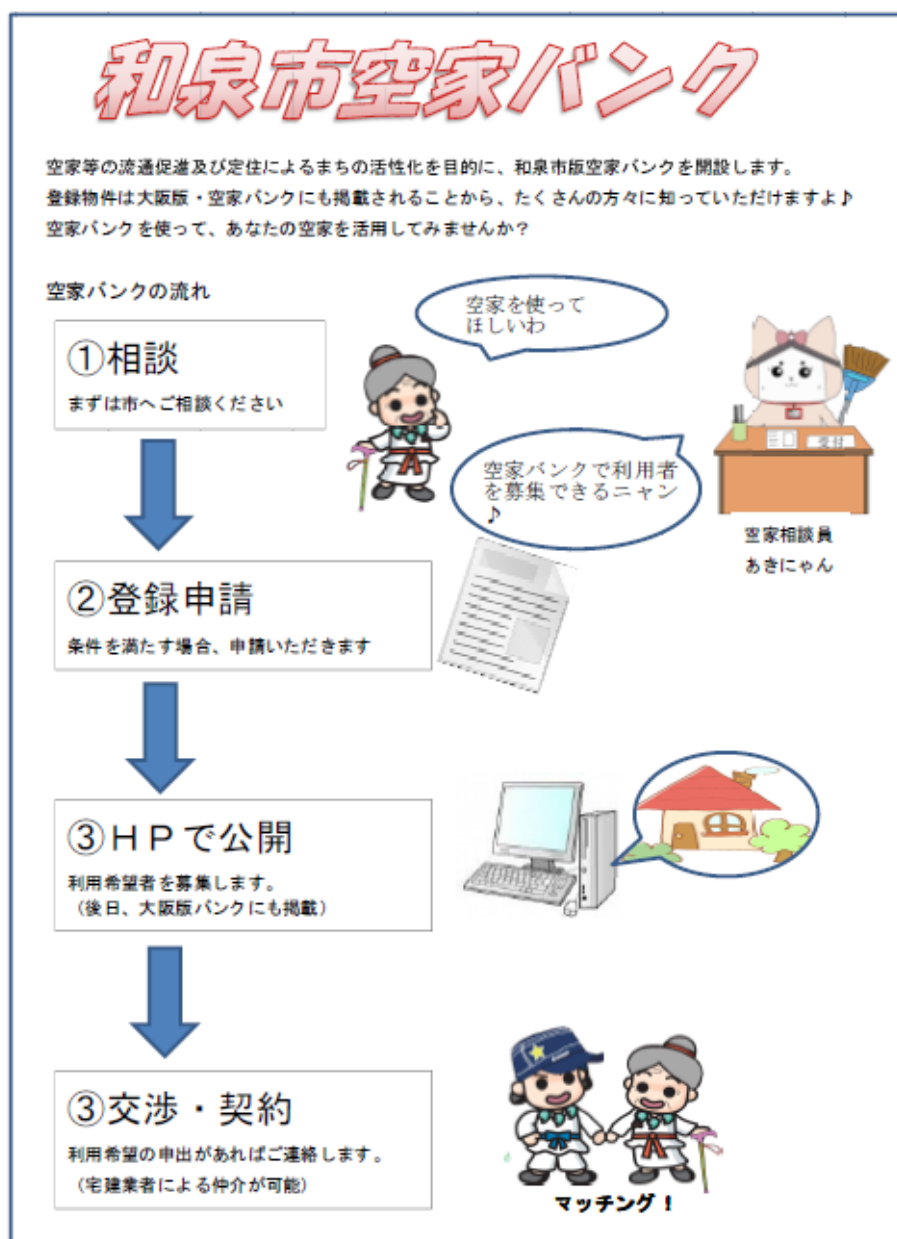 和泉市空家バンク
空家等の流通促進及び定住によるまちの活性化を目的に、和泉市版空家バンクを開設します。
登録物件は大阪版・空家バンクにも掲載されることから、たくさんの方々に知っていただけますよ♪
空家バンクを使って、あなたの空家を活用してみませんか？
空家バンクの流れ
①相談
まずは市へご相談ください
空家を使って
ほしいわ
空家バンクで利用者
を募集できるニャン
♪
受付
空家相談員
あきにゃん
②登録申請
条件を満たす場合、申請いただきます
③ＨＰで公開
利用希望者を募集します。
（後日、大阪版バンクにも掲載）
③交渉・契約
利用希望の申出があればご連絡します。
（宅建業者による仲介が可能）
マッチング！